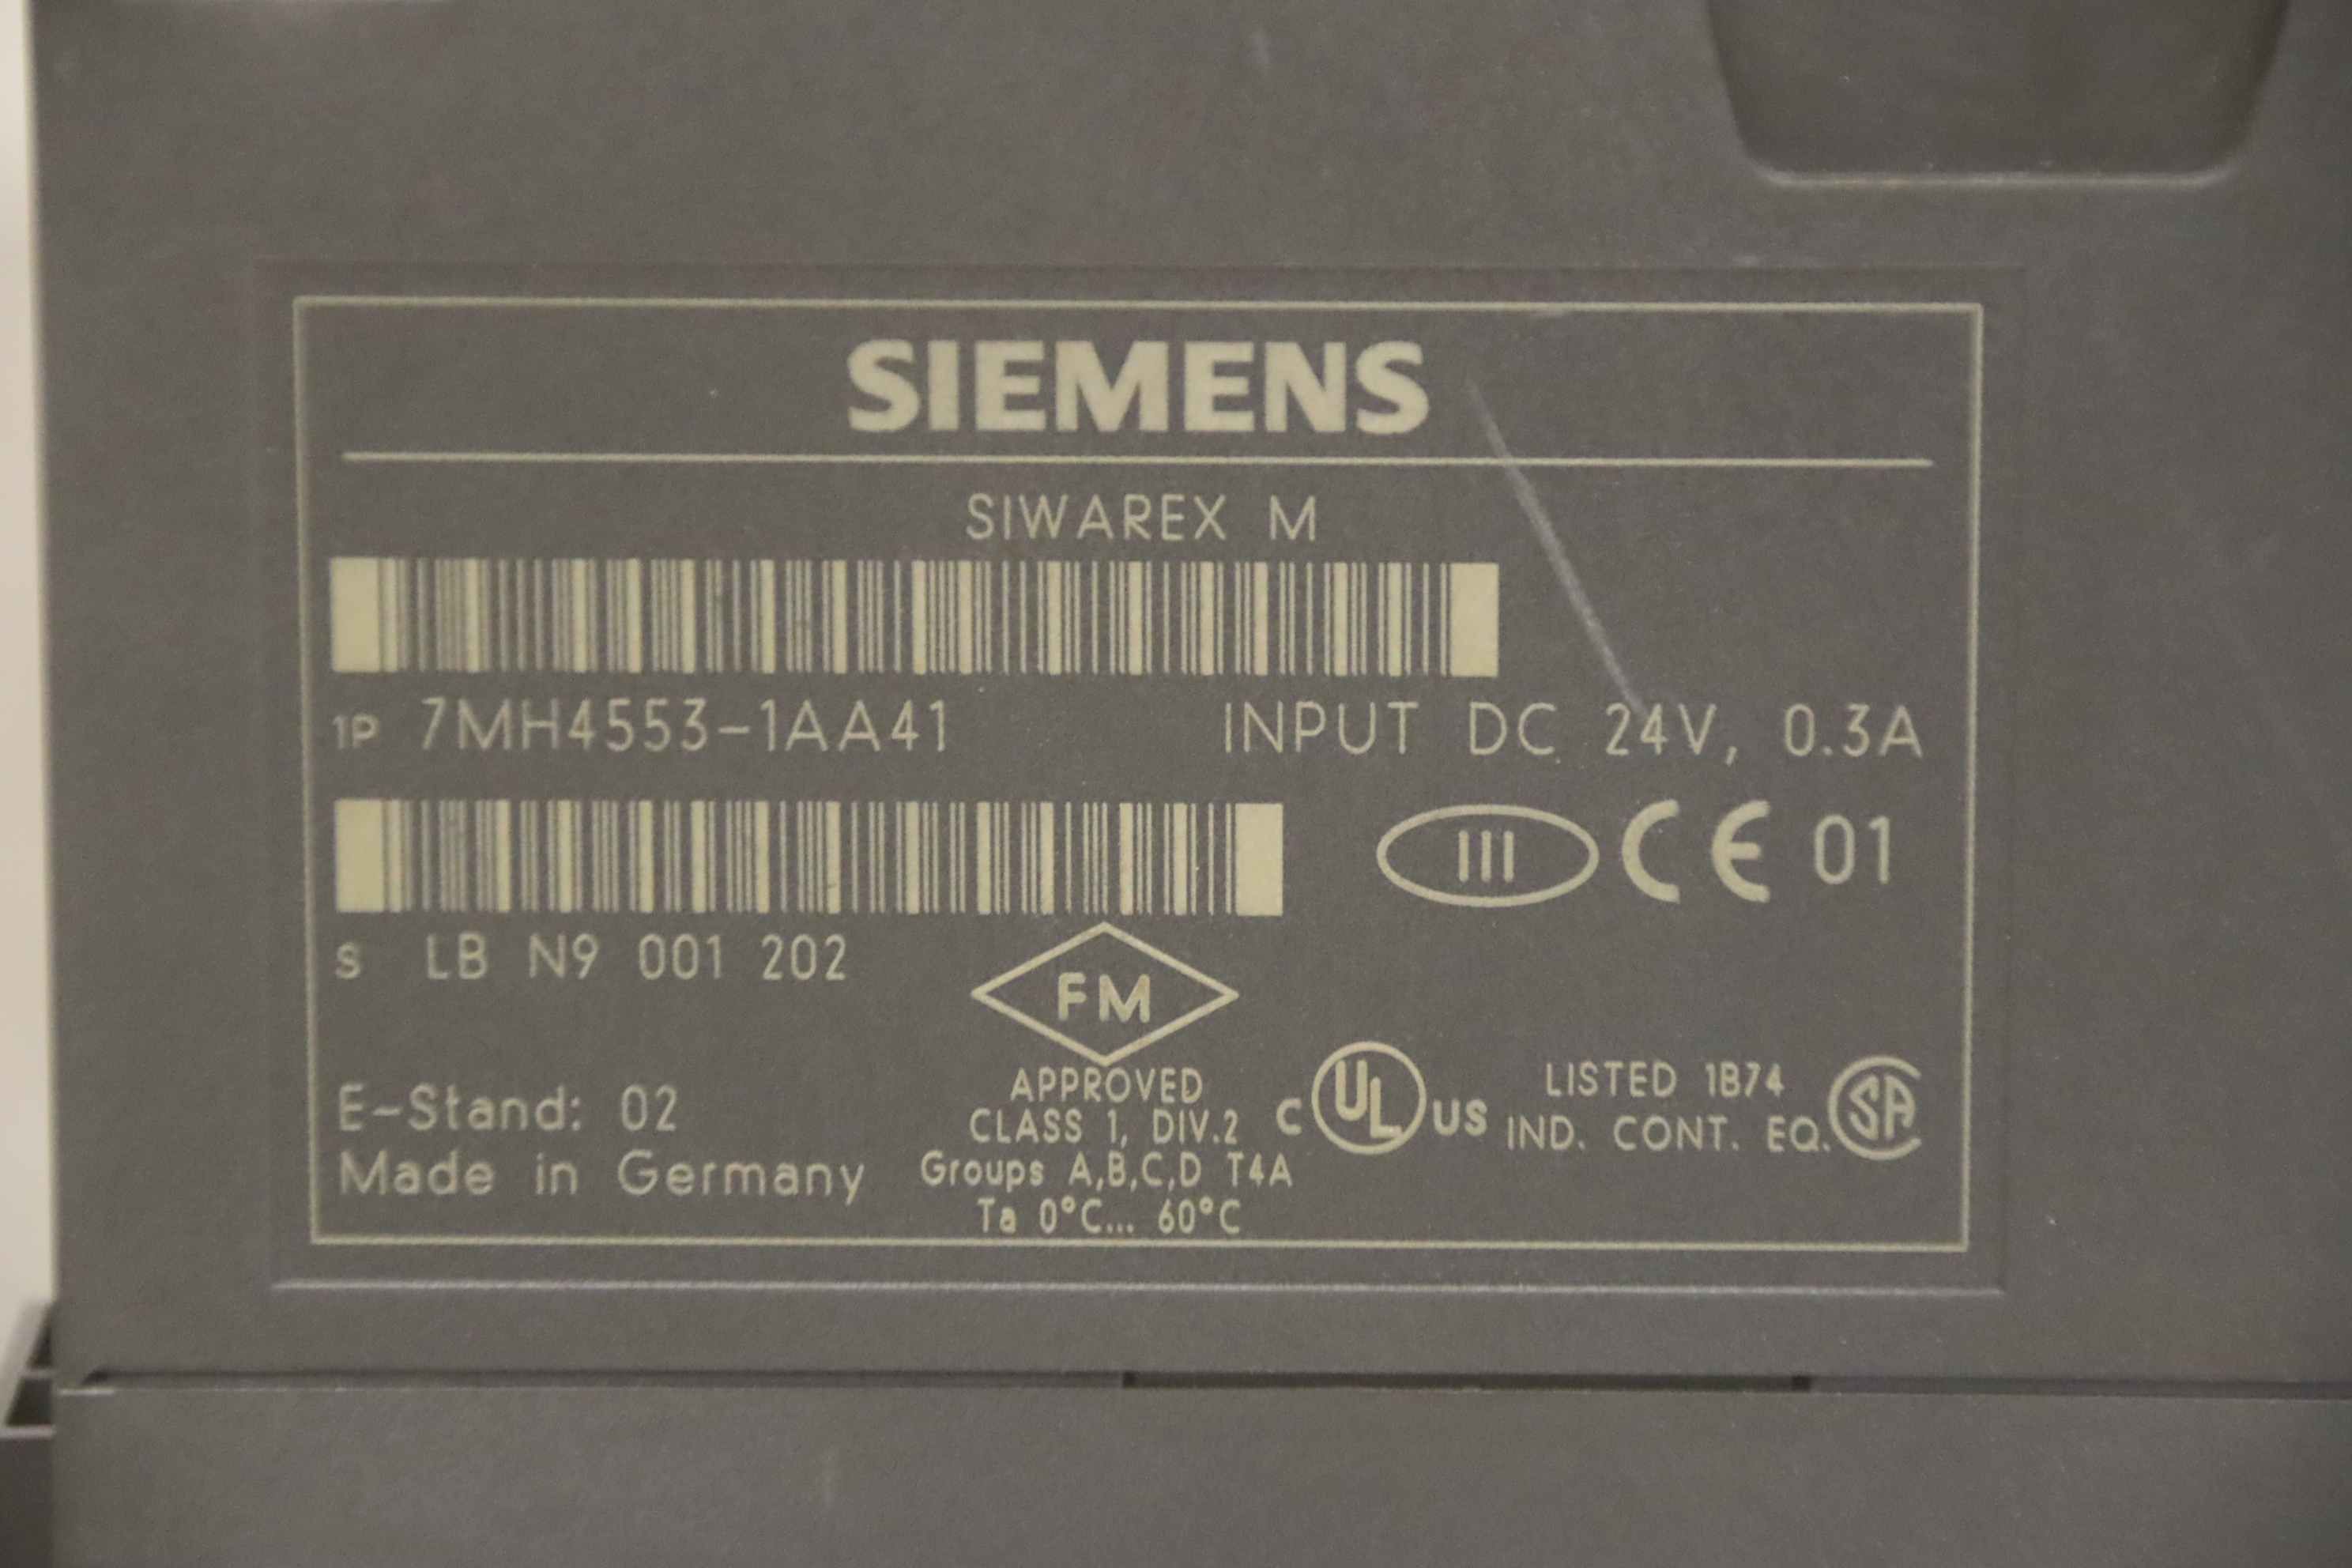 SIEMENS
SIWAREX M
1P 7MH4553-1AA41 INPUT DC 24V, 0.3A
III CE 01
S LB N9 001 202
FM
APPROVED
CLASS 1, DIV.2
Groups A,B,C,D T4A
Ta 0°C... 60°C
E-Stand: 02
Made in Germany
C UL US LISTED 1B74
IND. CONT. EQ. SA